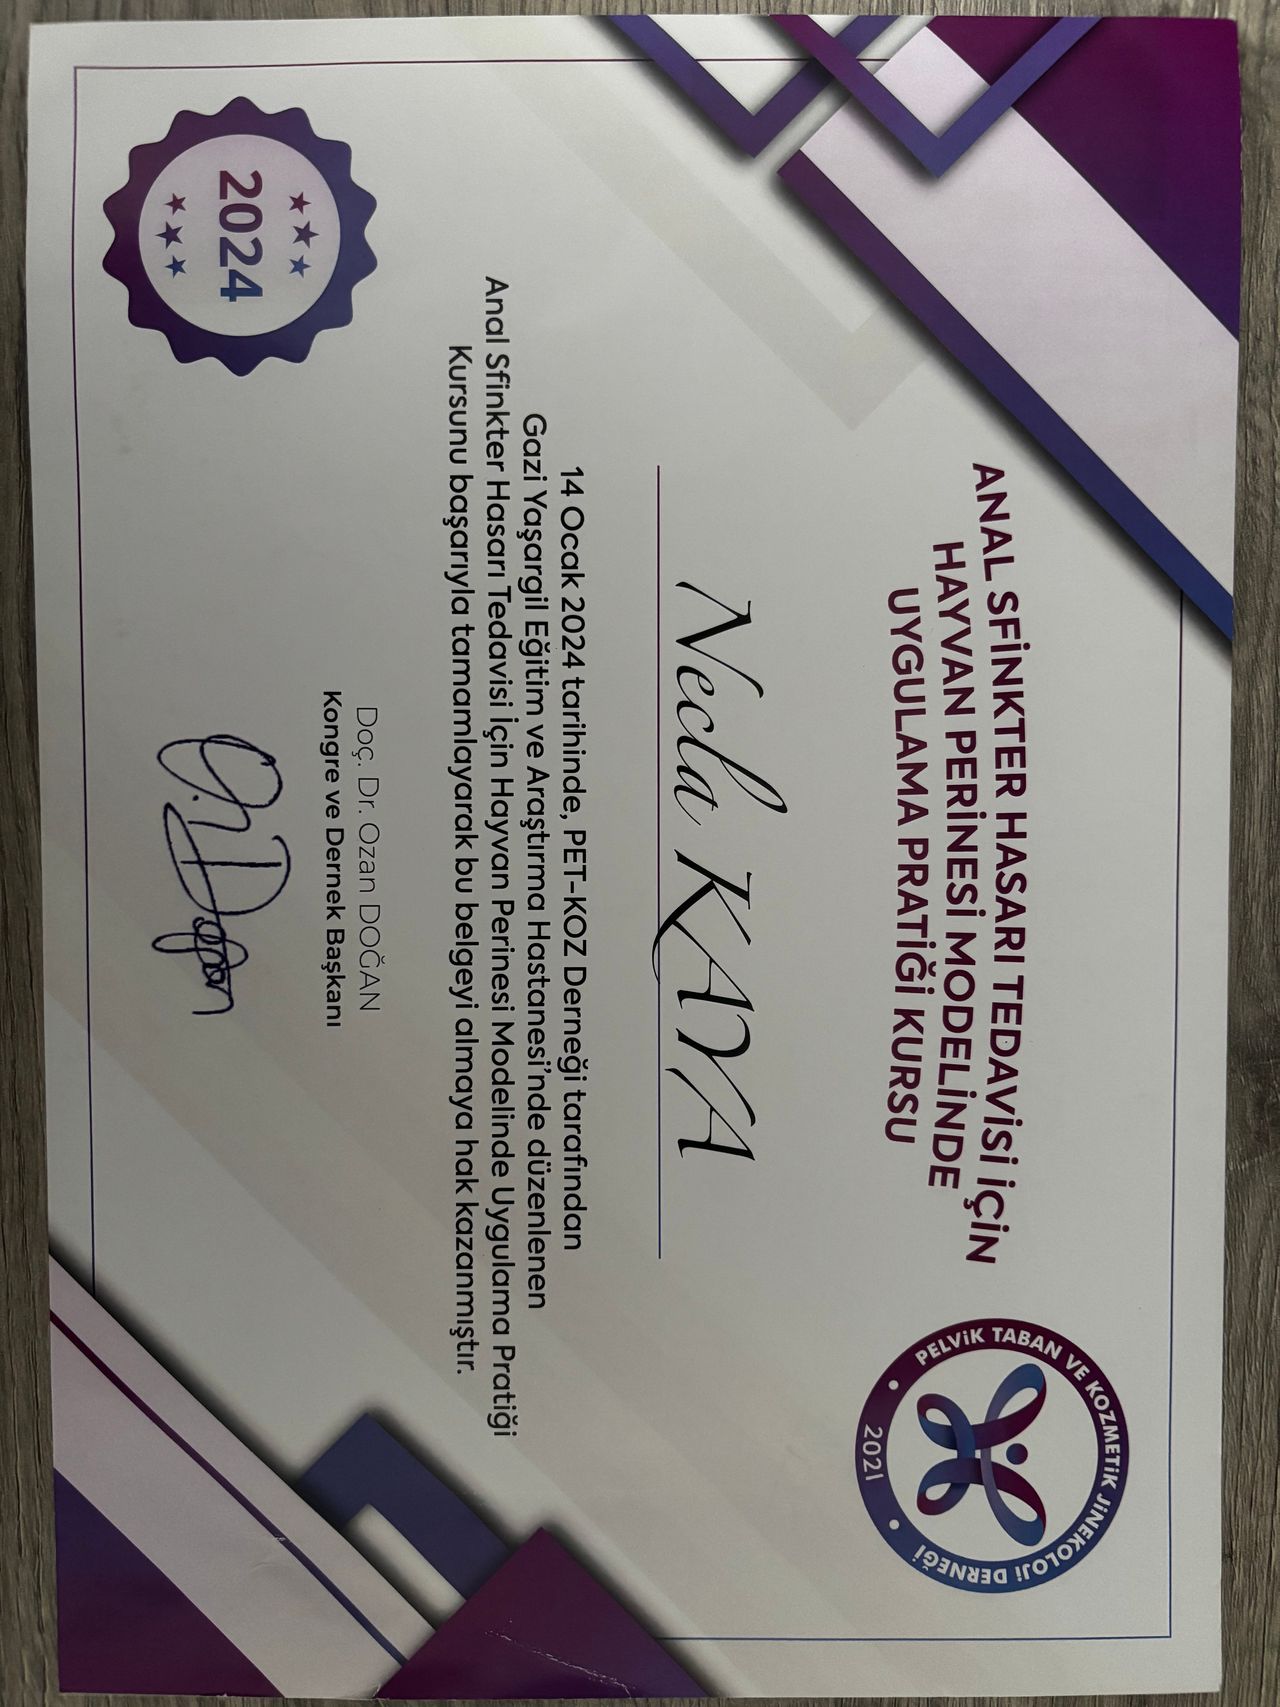 ANAL SFİNKTER HASARI TEDAVİSİ İÇİN
HAYVAN PERİNESİ MODELİNDE
UYGULAMA PRATİĞİ KURSU
PELVİK TABAN VE KOZMETİK JİNEKOLOJİ DERNEĞİ
2021
Necla KAYA
14 Ocak 2024 tarihinde, PET-KOZ Derneği tarafından
Gazi Yaşargil Eğitim ve Araştırma Hastanesi'nde düzenlenen
Anal Sfinkter Hasarı Tedavisi İçin Hayvan Perinesi Modelinde Uygulama Pratiği
Kursunu başarıyla tamamlayarak bu belgeyi almaya hak kazanmıştır.
2024
Doç. Dr. Ozan DOĞAN
Kongre ve Dernek Başkanı
O.Doğan